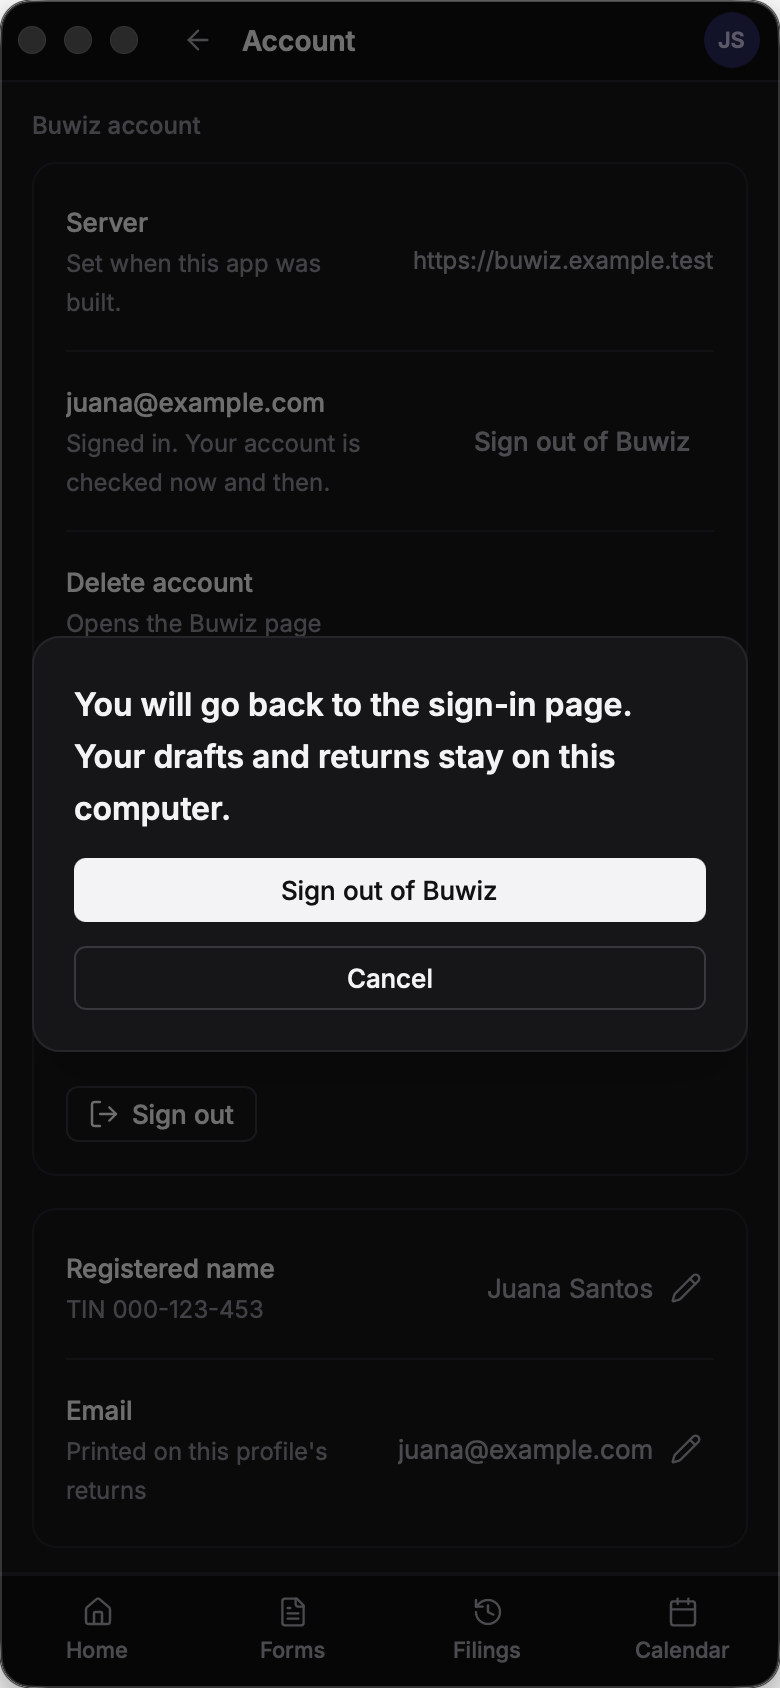 Account
JS
Buwiz account
Server
Set when this app was
built.
https://buwiz.example.test
juana@example.com
Signed in. Your account is
checked now and then.
Sign out of Buwiz
Delete account
Opens the Buwiz page
You will go back to the sign-in page.
Your drafts and returns stay on this
computer.
Sign out of Buwiz
Cancel
Sign out
Registered name
TIN 000-123-453
Juana Santos
Email
Printed on this profile's
returns
juana@example.com
Home
Forms
Filings
Calendar